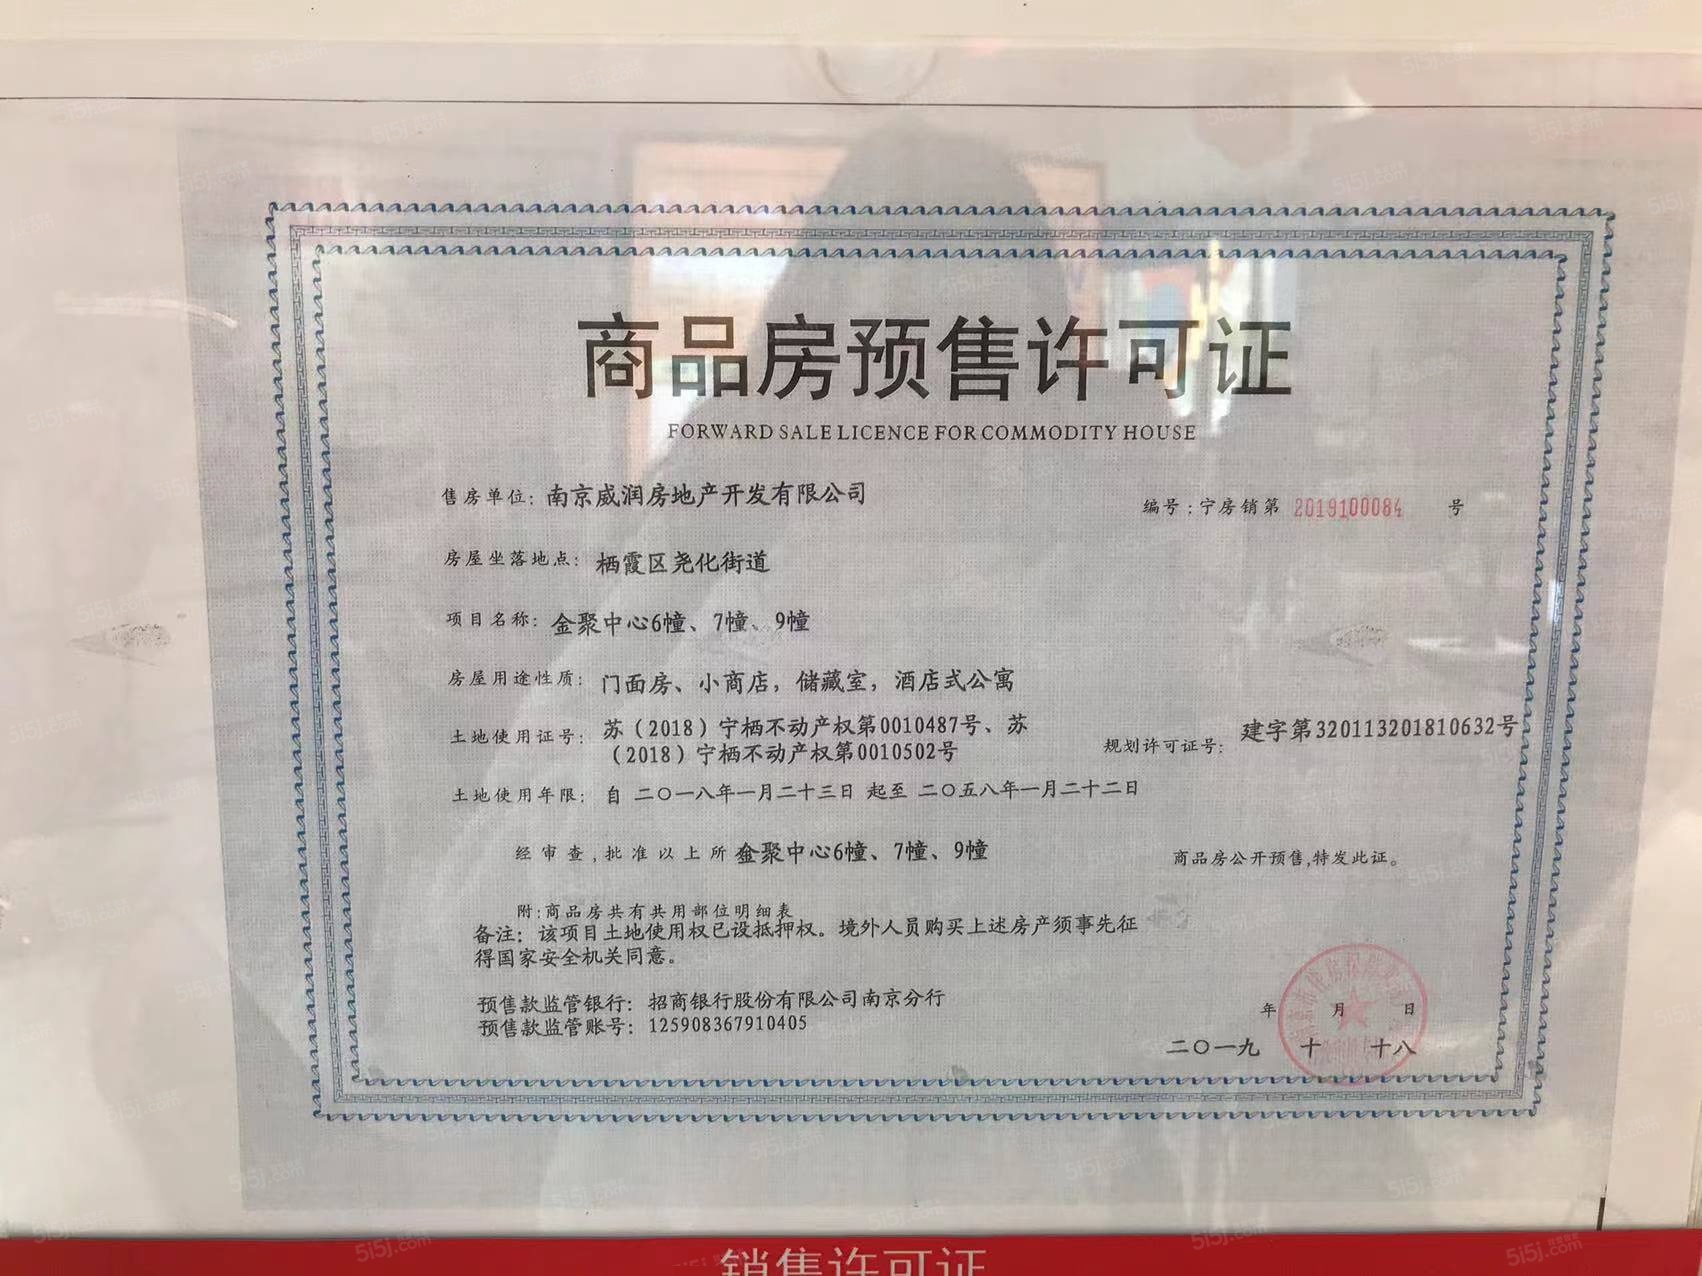 商品房预售许可证
FORWARD SALE LICENCE FOR COMMODITY HOUSE
售房单位：南京威润房地产开发有限公司
编号：宁房销第 2019100084 号
房屋坐落地点：栖霞区尧化街道
项目名称：金聚中心6幢、7幢、9幢
房屋用途性质：门面房、小商店，储藏室，酒店式公寓
土地使用证号：苏（2018）宁栖不动产权第0010487号、苏
（2018）宁栖不动产权第0010502号
规划许可证号：建字第320113201810632号
土地使用年限：自 二〇一八年一月二十三日 起至 二〇五八年一月二十二日
经审查，批准以上所 金聚中心6幢、7幢、9幢 商品房公开预售，特发此证。
附：商品房共有共用部位明细表
备注：该项目土地使用权已设抵押权。境外人员购买上述房产须事先征
得国家安全机关同意。
预售款监管银行：招商银行股份有限公司南京分行
预售款监管账号：125908367910405
年 月 日
二〇一九 十 十八
销售许可证
5i5j.com